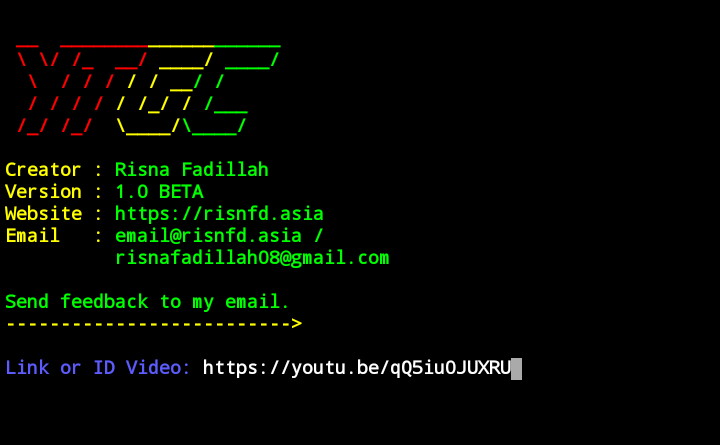 YTGC
Creator : Risna Fadillah
Version : 1.0 BETA
Website : https://risnfd.asia
Email   : email@risnfd.asia /
risnafadillah08@gmail.com
Send feedback to my email.
-------------------------->
Link or ID Video: https://youtu.be/qQ5iuOJUXRU